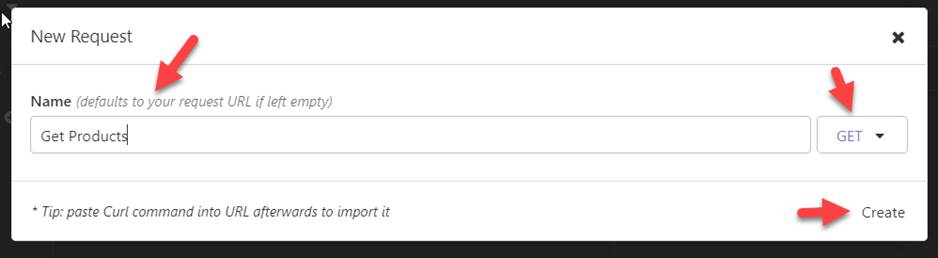 New Request
Name (defaults to your request URL if left empty)
Get Products
GET
* Tip: paste Curl command into URL afterwards to import it
Create